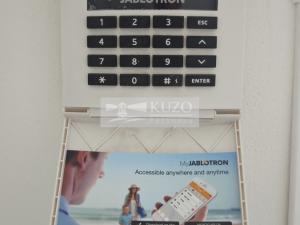 JABLOTRON
1 2 3 ESC
4 5 6
7 8 9
* 0 # ENTER
KUZO
MyJABLOTRON
Accessible anywhere and anytime